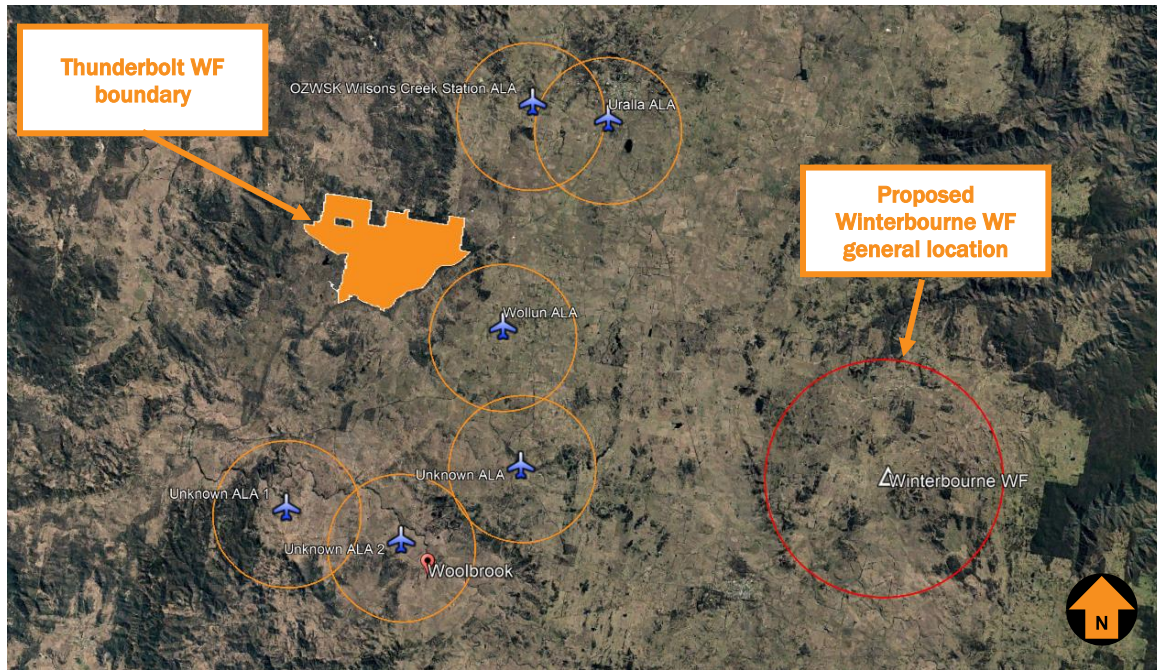 Thunderbolt WF
boundary
OZWSK Wilsons Creek Station ALA
Uralla ALA
Proposed
Winterbourne WF
general location
Wollun ALA
Unknown ALA
Winterbourne WF
Unknown ALA 1
Unknown ALA 2
Woolbrook
N